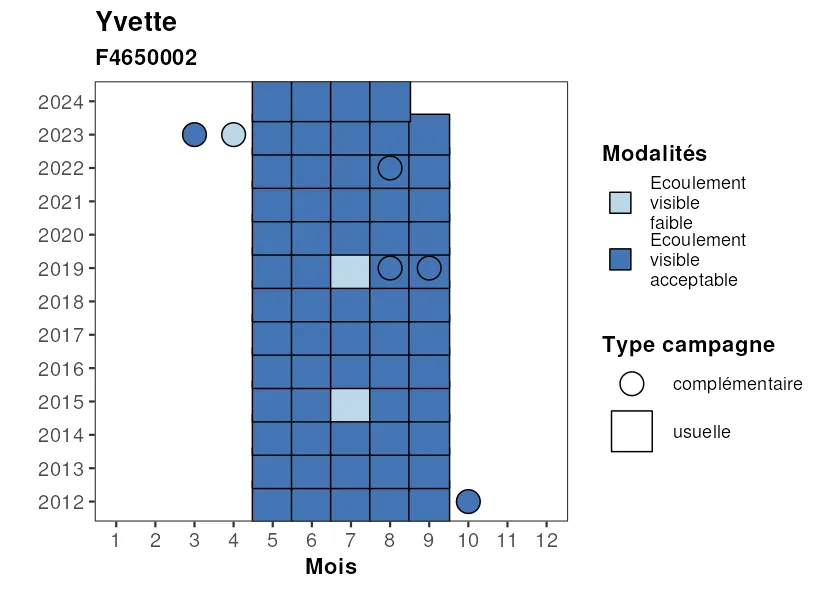 Yvette
F4650002
2024
2023
2022
2021
2020
2019
2018
2017
2016
2015
2014
2013
2012
1 2 3 4 5 6 7 8 9 10 11 12
Mois
Modalités
Ecoulement
visible
faible
Ecoulement
visible
acceptable
Type campagne
complémentaire
usuelle